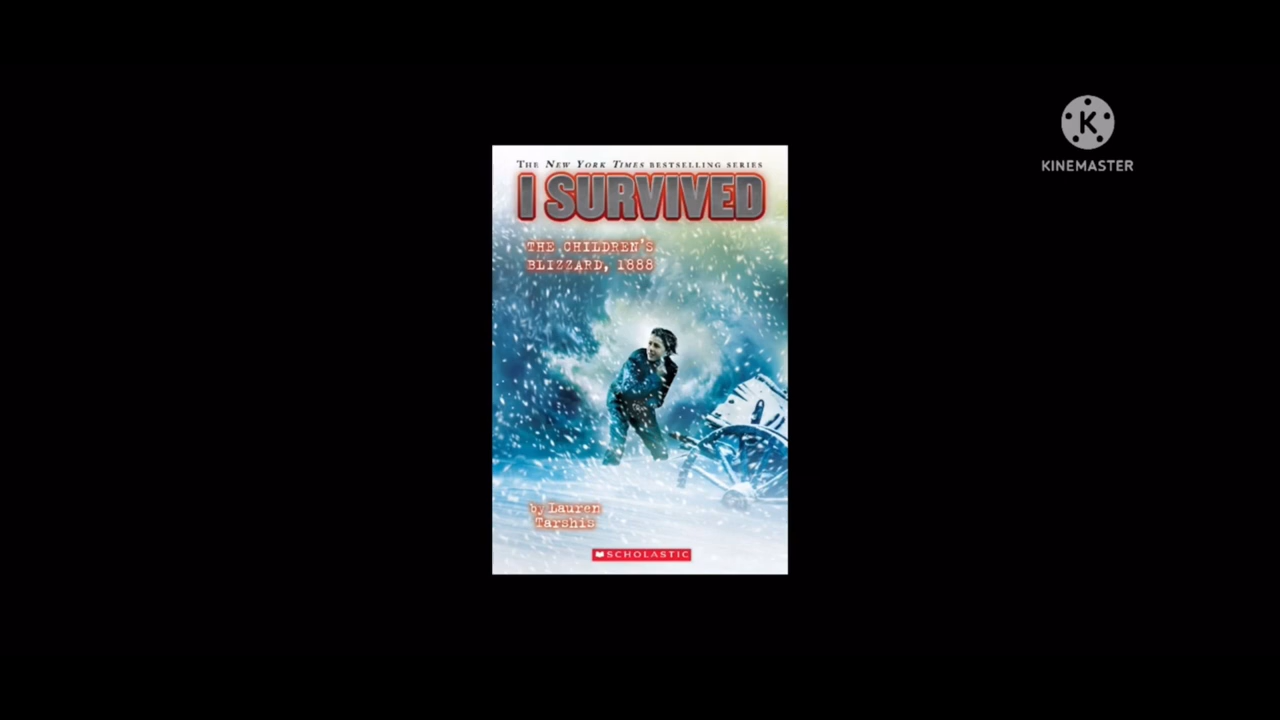 THE NEW YORK TIMES BESTSELLING SERIES
I SURVIVED
THE CHILDREN'S
BLIZZARD, 1888
by Lauren
Tarshis
SCHOLASTIC
K
KINEMASTER